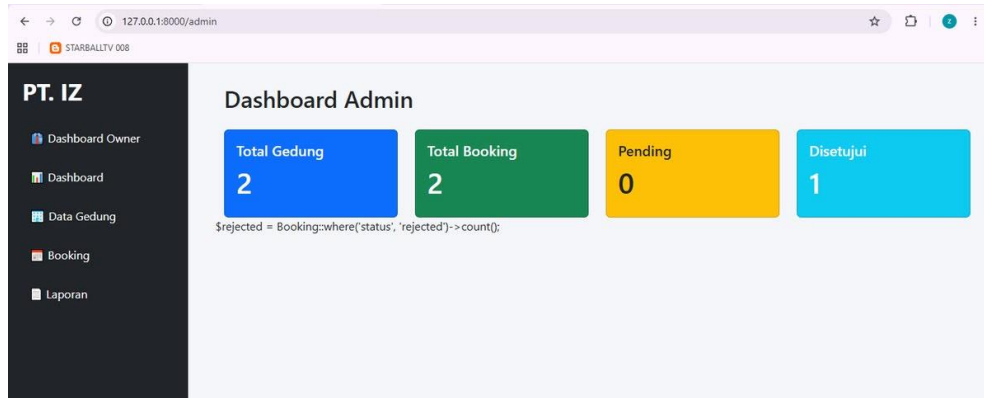 127.0.0.1:8000/admin
STARBALLTV 008
PT. IZ
Dashboard Owner
Dashboard
Data Gedung
Booking
Laporan
Dashboard Admin
Total Gedung
2
Total Booking
2
Pending
0
Disetujui
1
$rejected = Booking::where('status', 'rejected')->count();